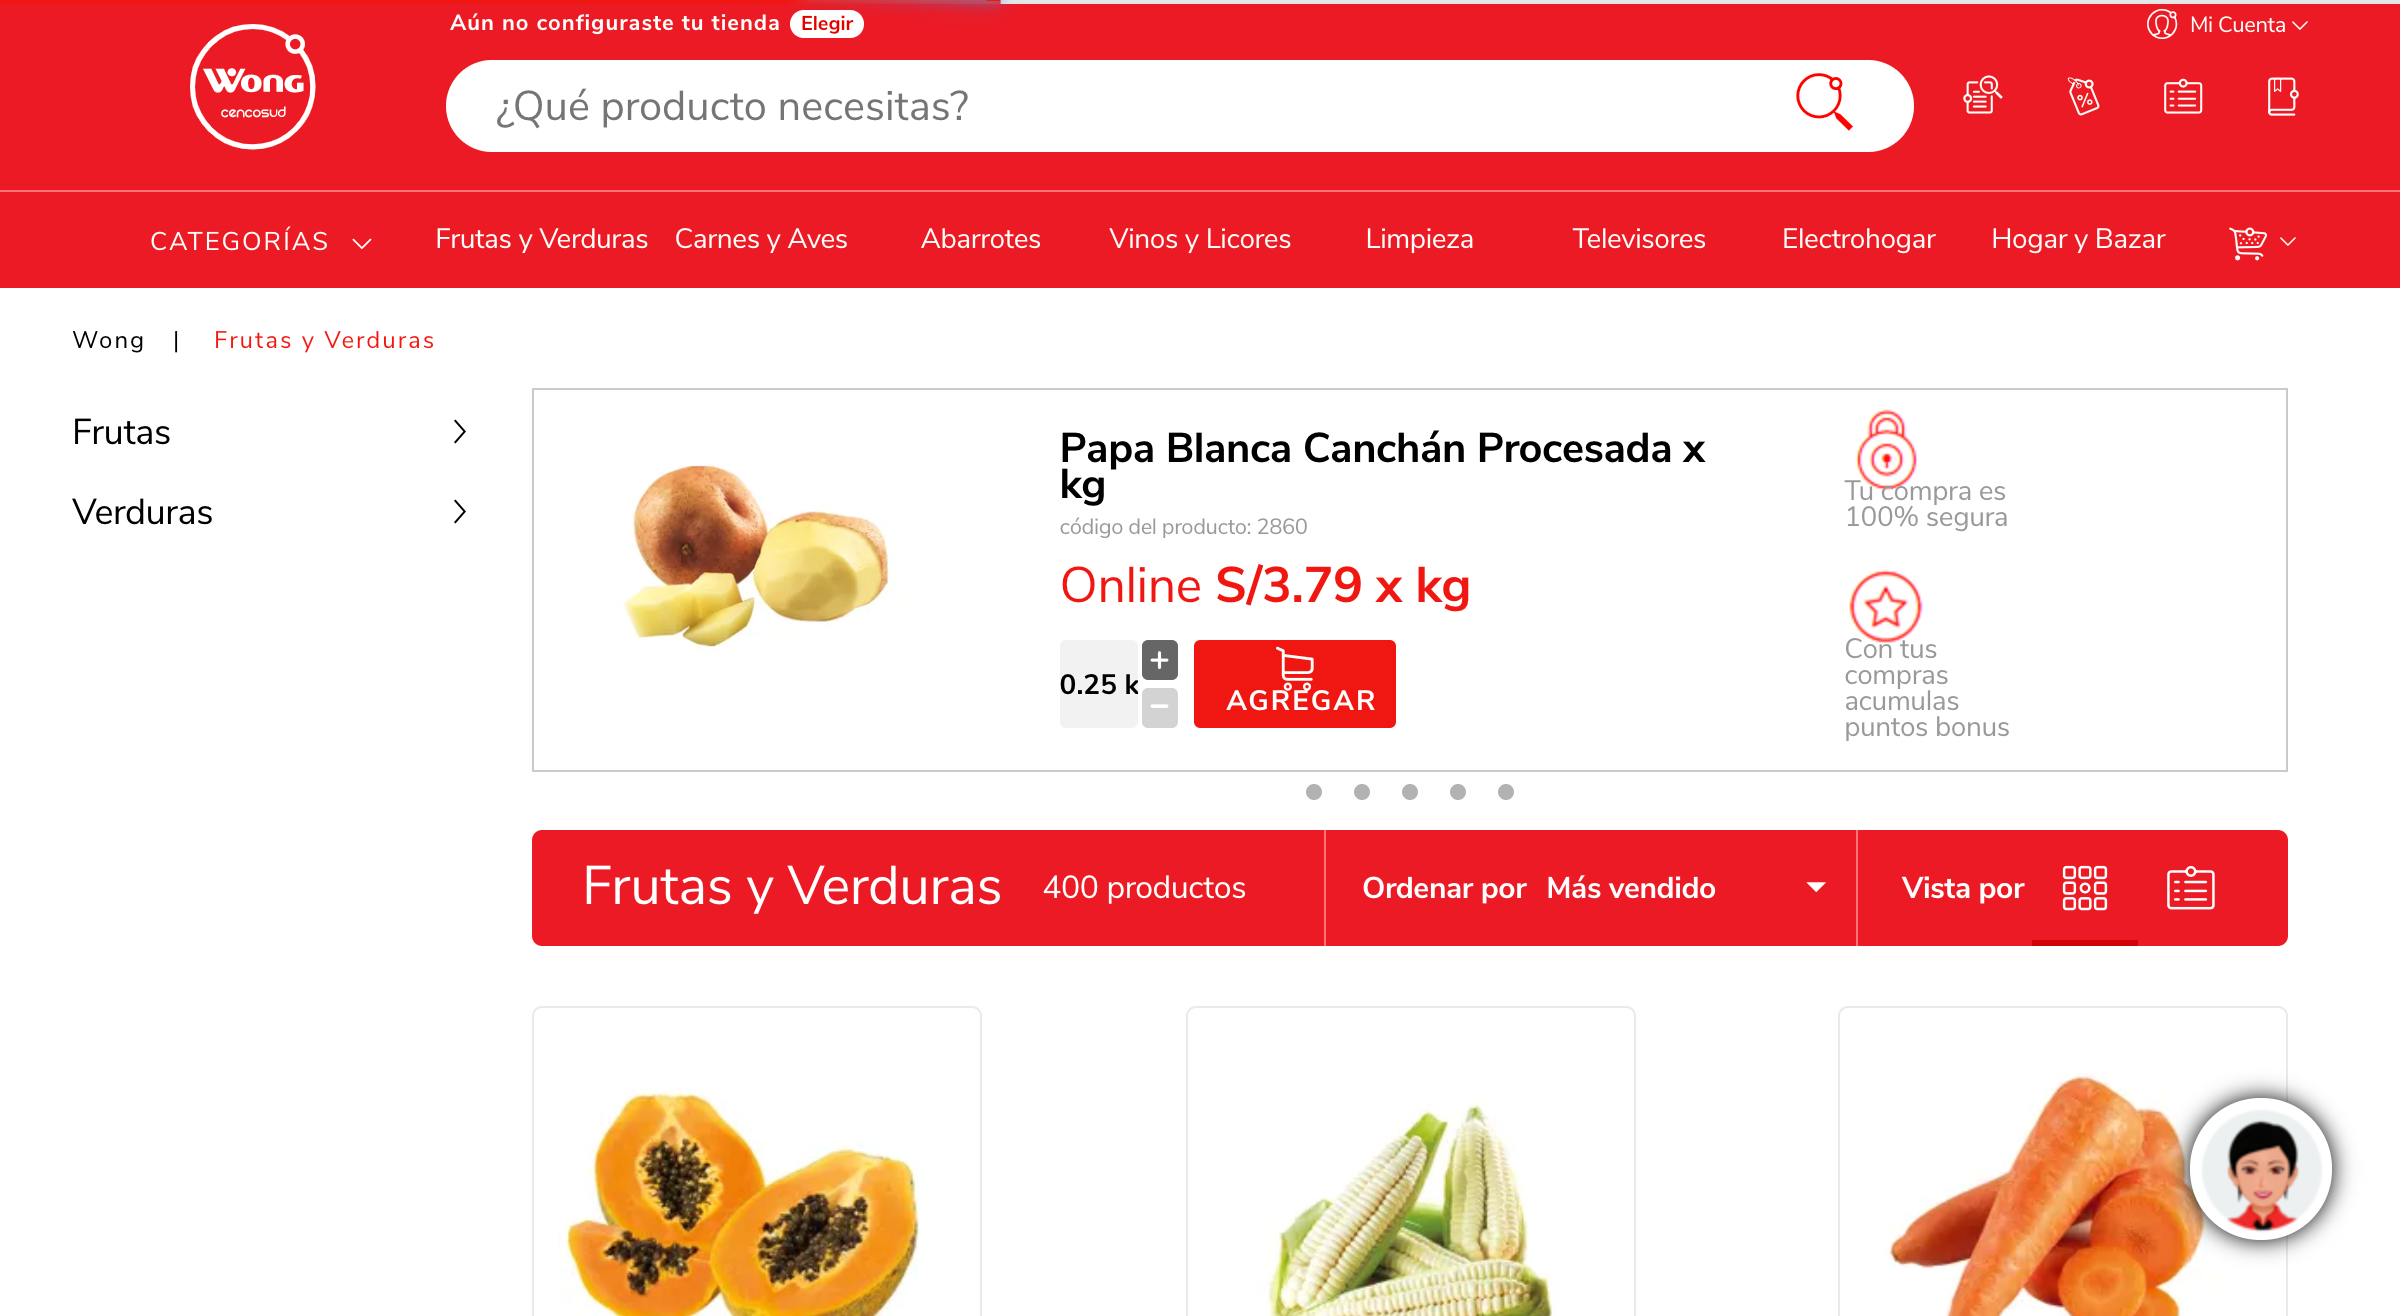 Aún no configuraste tu tienda Elegir
Mi Cuenta
Wong
cencosud
¿Qué producto necesitas?
CATEGORÍAS Frutas y Verduras Carnes y Aves Abarrotes Vinos y Licores Limpieza Televisores Electrohogar Hogar y Bazar
Wong | Frutas y Verduras
Frutas
Verduras
Papa Blanca Canchán Procesada x
kg
código del producto: 2860
Online S/3.79 x kg
0.25 k
+
−
AGREGAR
Tu compra es
100% segura
Con tus
compras
acumulas
puntos bonus
Frutas y Verduras 400 productos Ordenar por Más vendido Vista por